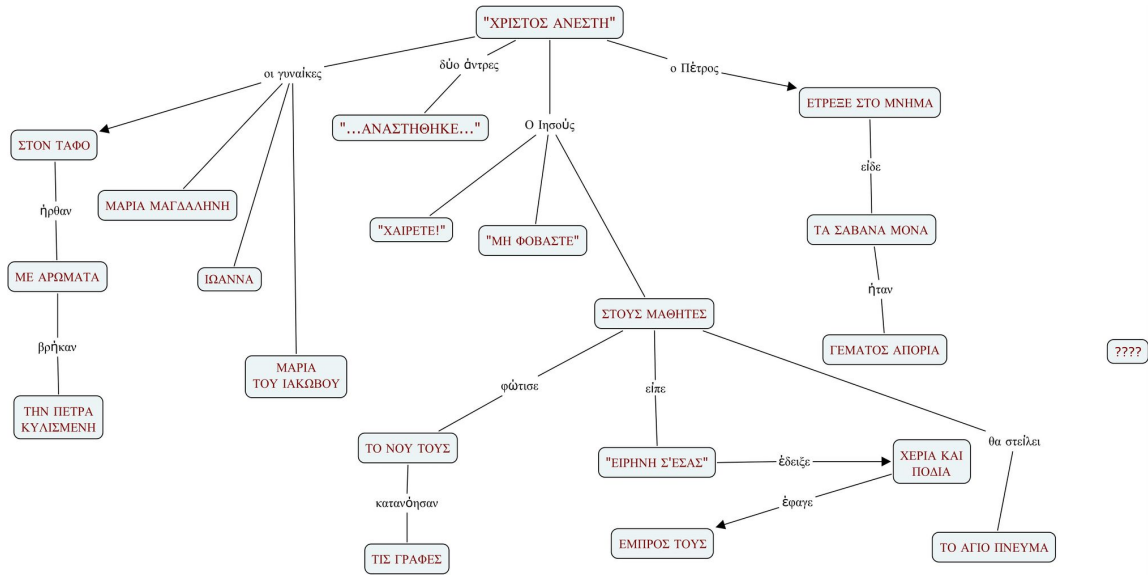 "ΧΡΙΣΤΟΣ ΑΝΕΣΤΗ"
οι γυναίκες
δύο άντρες
ο Πέτρος
ΕΤΡΕΞΕ ΣΤΟ ΜΝΗΜΑ
"...ΑΝΑΣΤΗΘΗΚΕ..."
Ο Ιησούς
ΣΤΟΝ ΤΑΦΟ
είδε
ήρθαν
ΜΑΡΙΑ ΜΑΓΔΑΛΗΝΗ
"ΧΑΙΡΕΤΕ!"
"ΜΗ ΦΟΒΑΣΤΕ"
ΤΑ ΣΑΒΑΝΑ ΜΟΝΑ
ΜΕ ΑΡΩΜΑΤΑ
ΙΩΑΝΝΑ
ήταν
ΣΤΟΥΣ ΜΑΘΗΤΕΣ
βρήκαν
ΓΕΜΑΤΟΣ ΑΠΟΡΙΑ
????
ΜΑΡΙΑ
ΤΟΥ ΙΑΚΩΒΟΥ
φώτισε
είπε
ΤΗΝ ΠΕΤΡΑ
ΚΥΛΙΣΜΕΝΗ
θα στείλει
ΤΟ ΝΟΥ ΤΟΥΣ
"ΕΙΡΗΝΗ Σ'ΕΣΑΣ"
έδειξε
ΧΕΡΙΑ ΚΑΙ
ΠΟΔΙΑ
κατανόησαν
έφαγε
ΤΙΣ ΓΡΑΦΕΣ
ΕΜΠΡΟΣ ΤΟΥΣ
ΤΟ ΑΓΙΟ ΠΝΕΥΜΑ